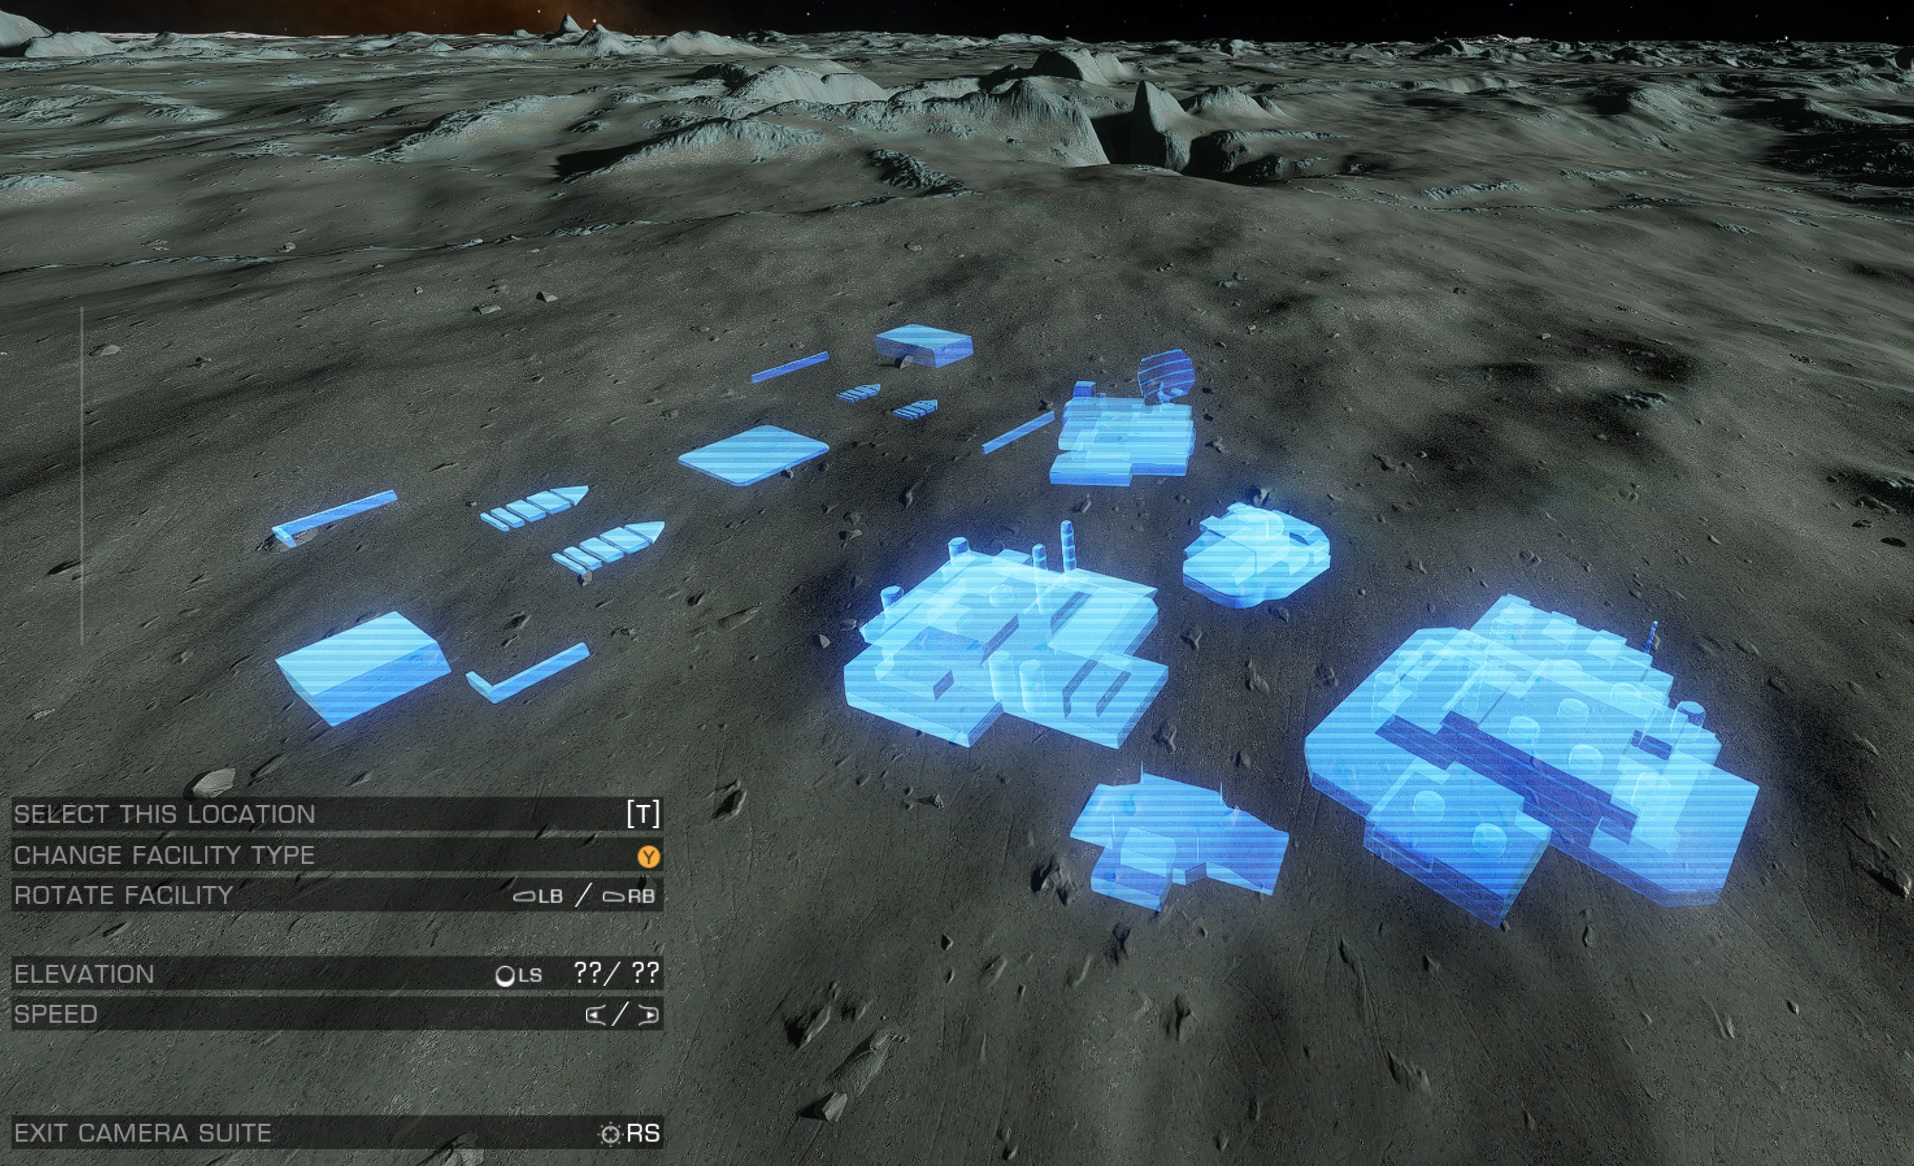 SELECT THIS LOCATION [T]
CHANGE FACILITY TYPE Y
ROTATE FACILITY LB / RB
ELEVATION LS ??/ ??
SPEED /
EXIT CAMERA SUITE RS